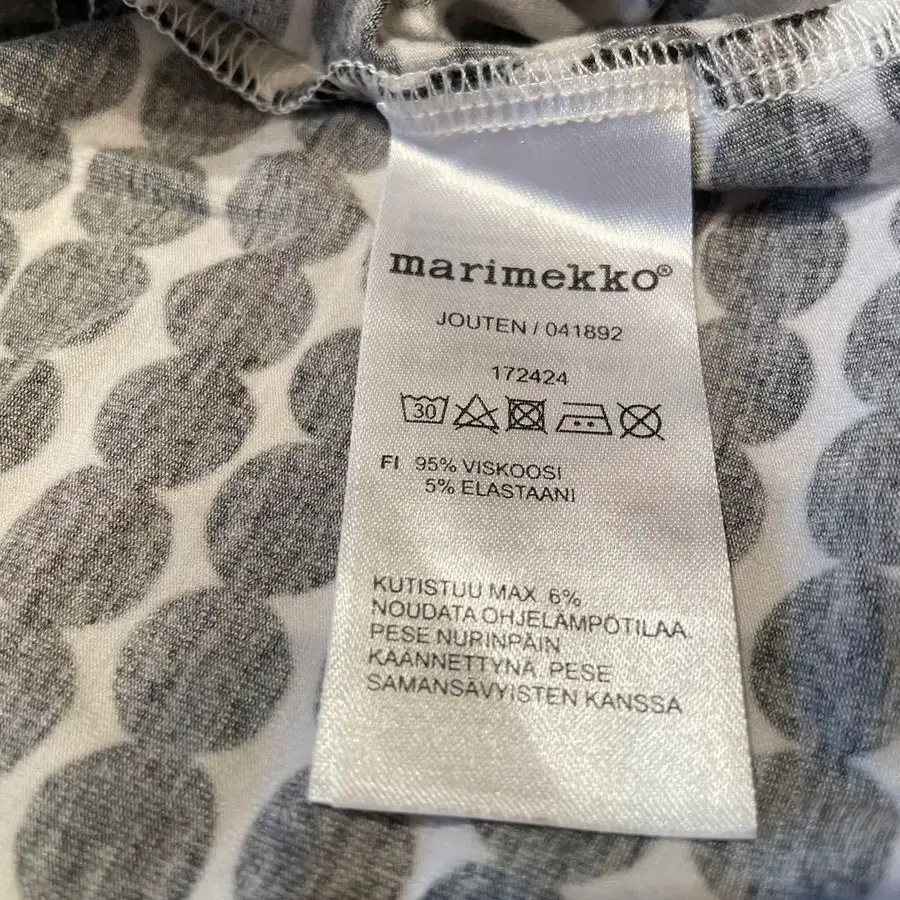 marimekko®
JOUTEN / 041892
172424
30
FI 95% VISKOOSI
5% ELASTAANI
KUTISTUU MAX 6%
NOUDATA OHJELÄMPÖTILAA
PESE NURINPÄIN
KÄÄNNETTYNÄ PESE
SAMANSÄVYISTEN KANSSA